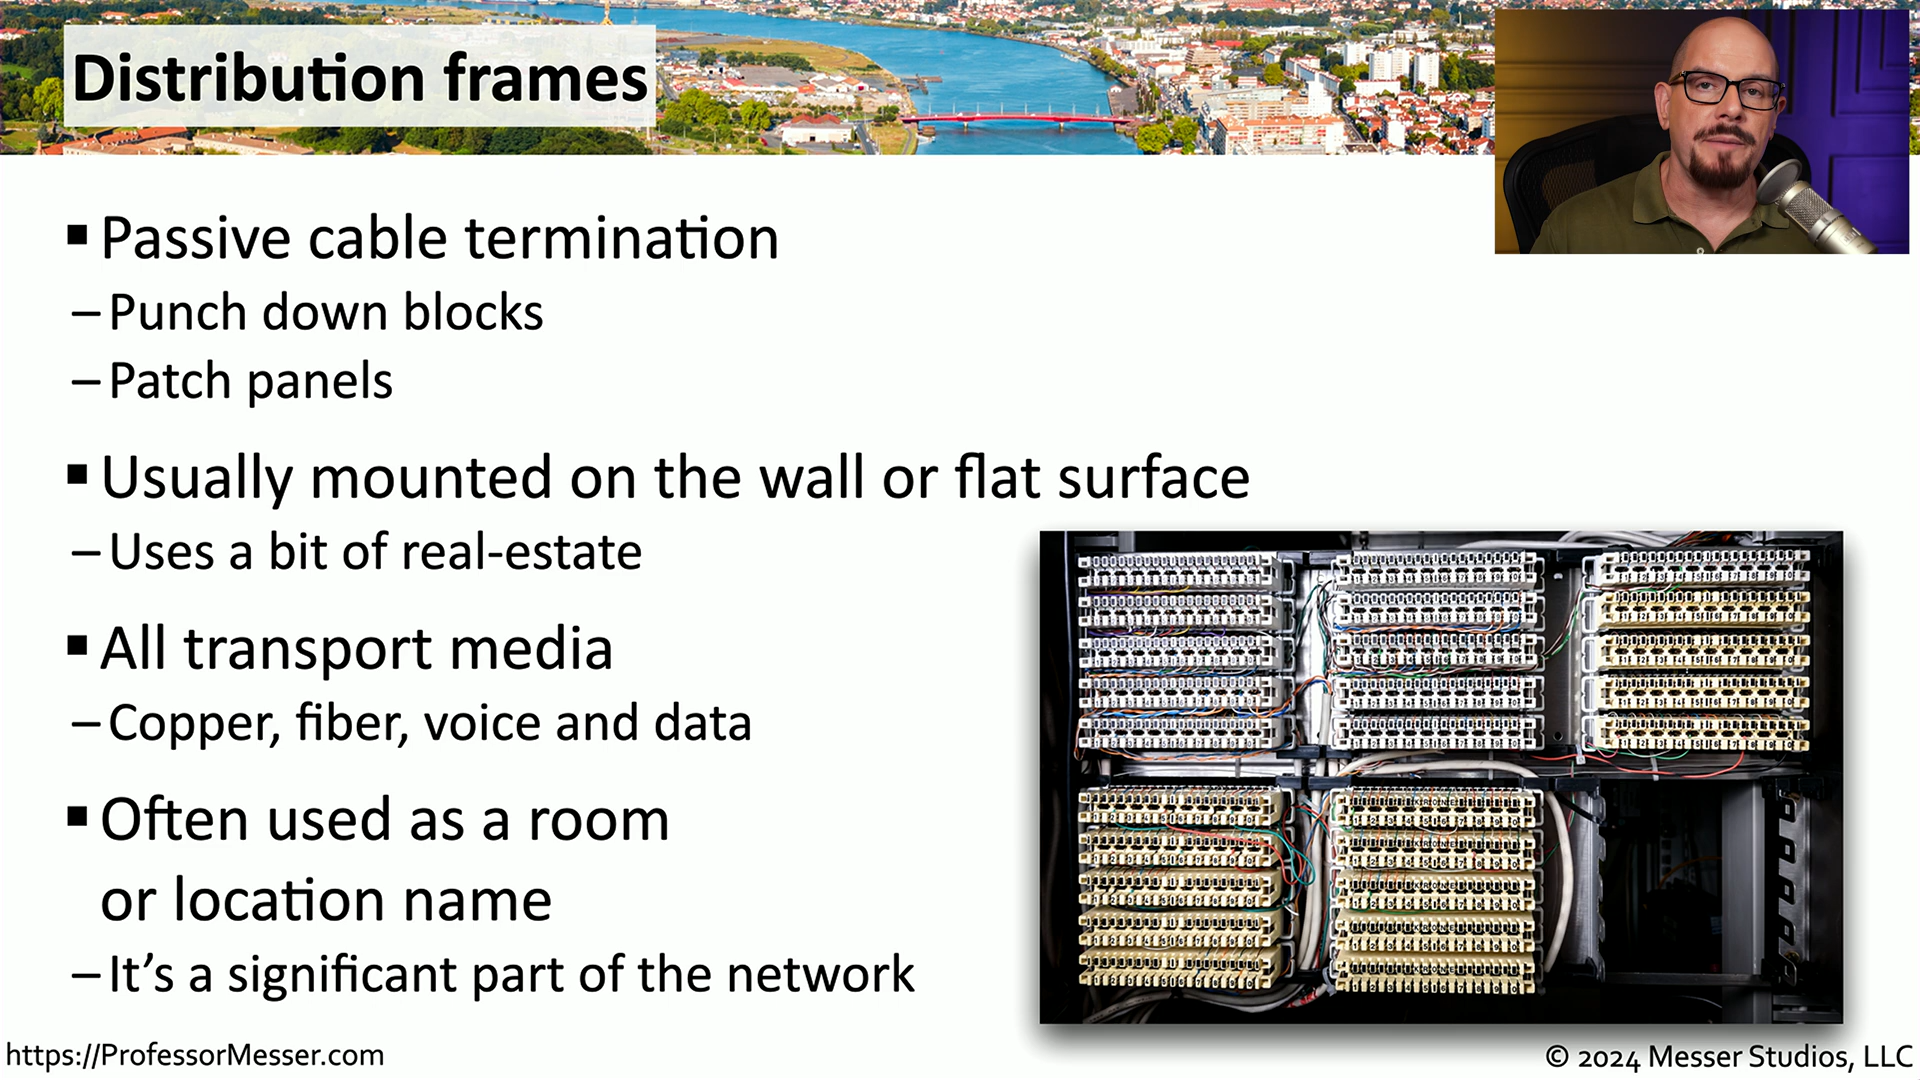 Distribution frames
▪ Passive cable termination
– Punch down blocks
– Patch panels
▪ Usually mounted on the wall or flat surface
– Uses a bit of real-estate
▪ All transport media
– Copper, fiber, voice and data
▪ Often used as a room
or location name
– It’s a significant part of the network
https://ProfessorMesser.com
© 2024 Messer Studios, LLC